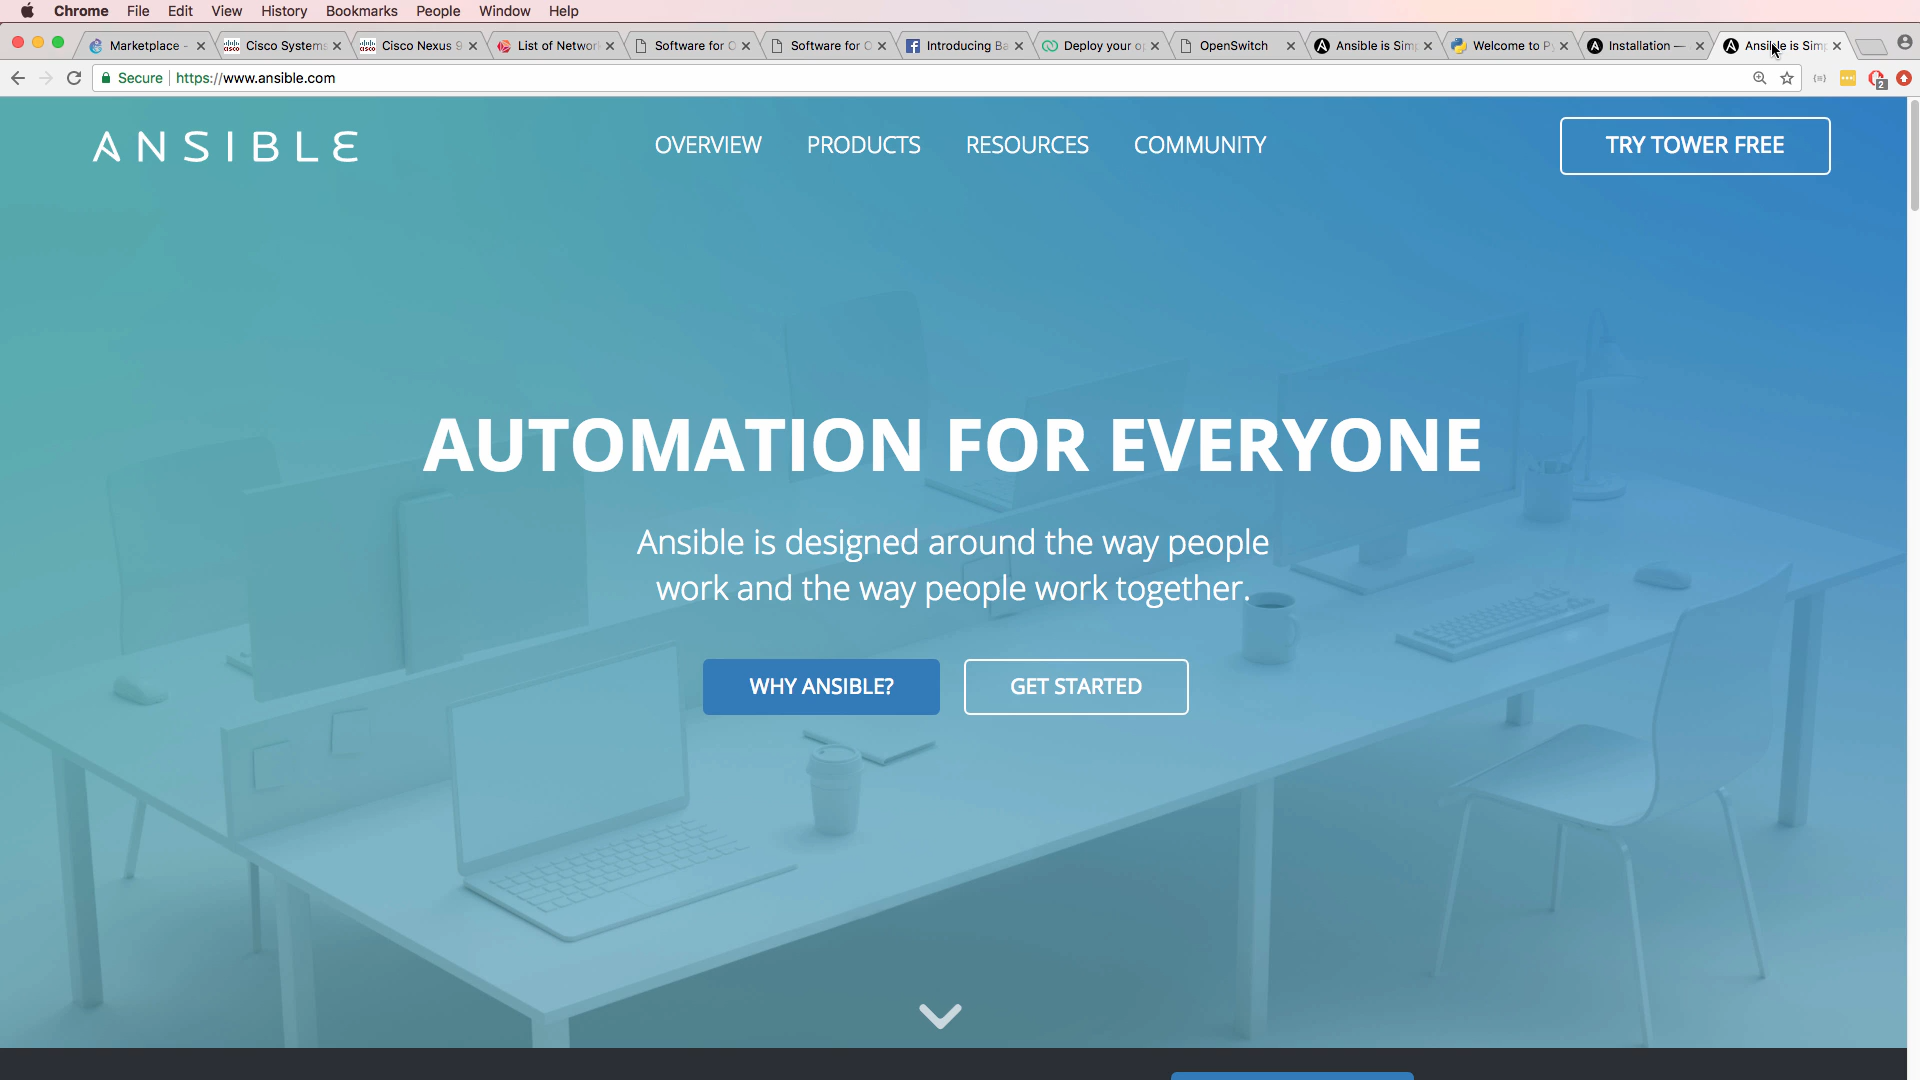 Chrome File Edit View History Bookmarks People Window Help
Marketplace - Cisco Systems Cisco Nexus 9 List of Networ Software for C Software for C Introducing Ba Deploy your op OpenSwitch Ansible is Simp Welcome to Py Installation — Ansible is Simp
Secure https://www.ansible.com
2
ANSIBLE OVERVIEW PRODUCTS RESOURCES COMMUNITY TRY TOWER FREE
AUTOMATION FOR EVERYONE
Ansible is designed around the way people
work and the way people work together.
WHY ANSIBLE? GET STARTED